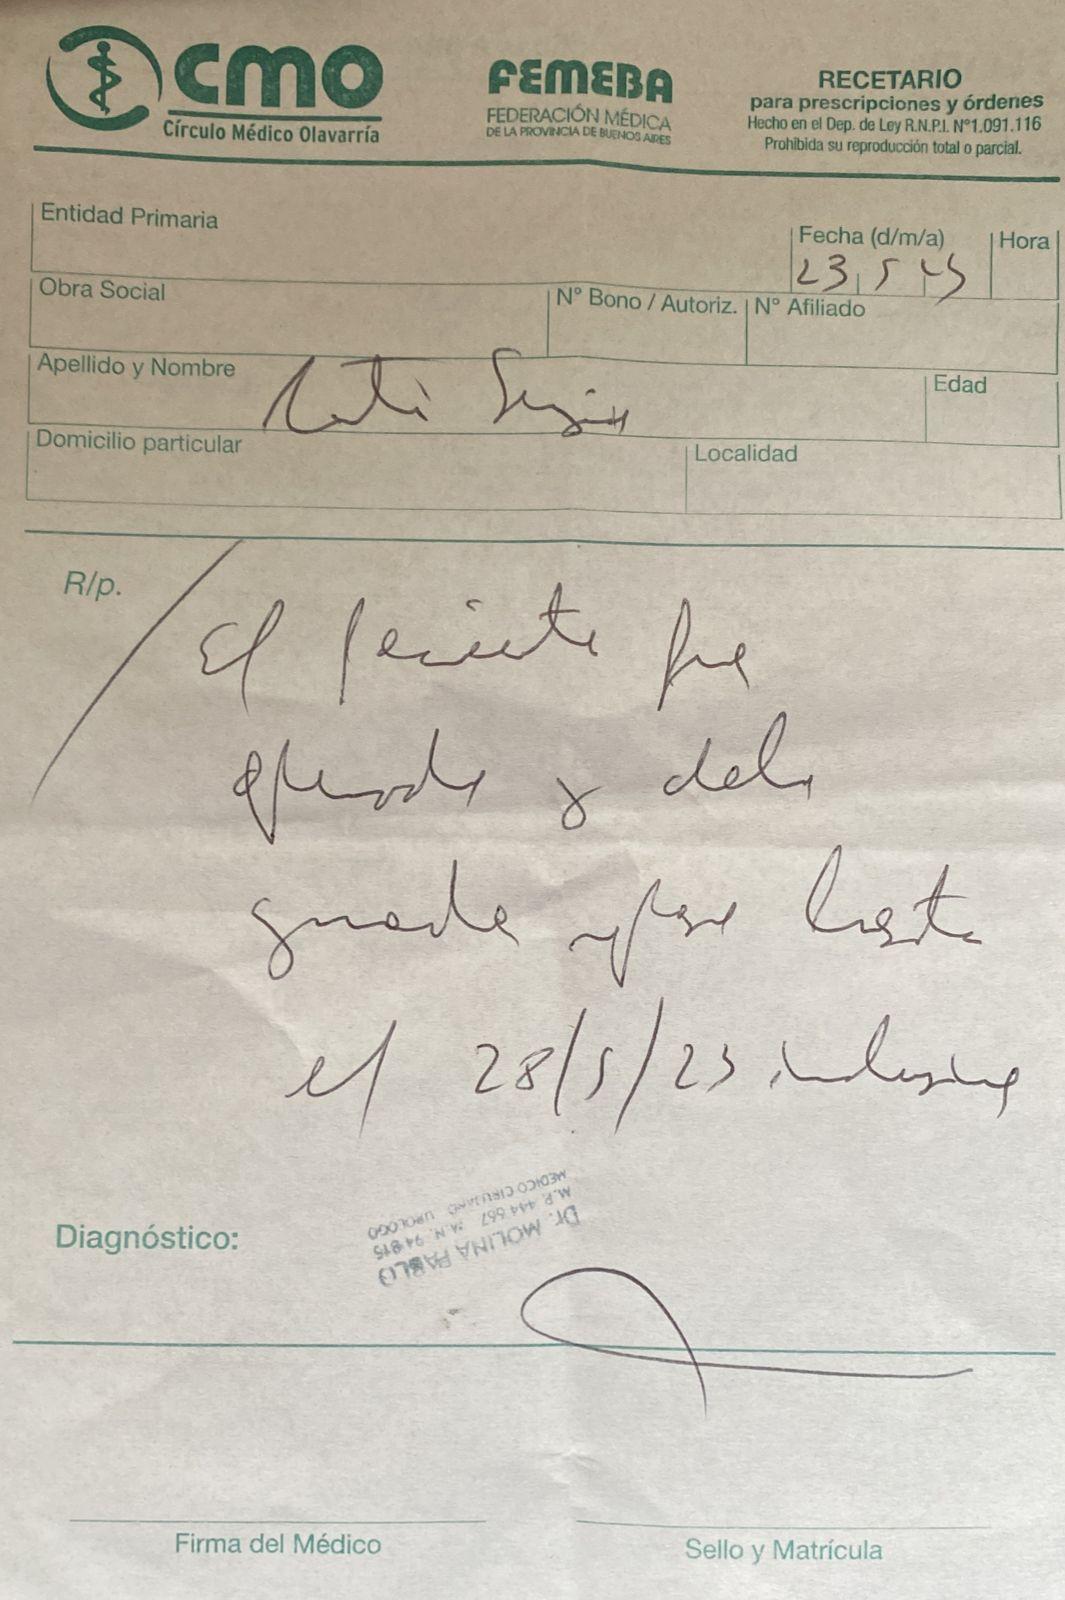 CMO
Círculo Médico Olavarría
FEMEBA
FEDERACIÓN MÉDICA
DE LA PROVINCIA DE BUENOS AIRES
RECETARIO
para prescripciones y órdenes
Hecho en el Dep. de Ley R.N.P.I. N°1.091.116
Prohibida su reproducción total o parcial.
Entidad Primaria
Fecha (d/m/a)
Hora
23 5 23
Obra Social
N° Bono / Autoriz.
N° Afiliado
Apellido y Nombre
Edad
Domicilio particular
Localidad
R/p.
El paciente fue
operado y debe
guardar reposo hasta
el 28/5/23 inclusive
Dr. MOLINA PABLO
M.P. 444 667 M.N. 94815
MEDICO CIRUJANO UROLOGO
Diagnóstico:
Firma del Médico
Sello y Matrícula